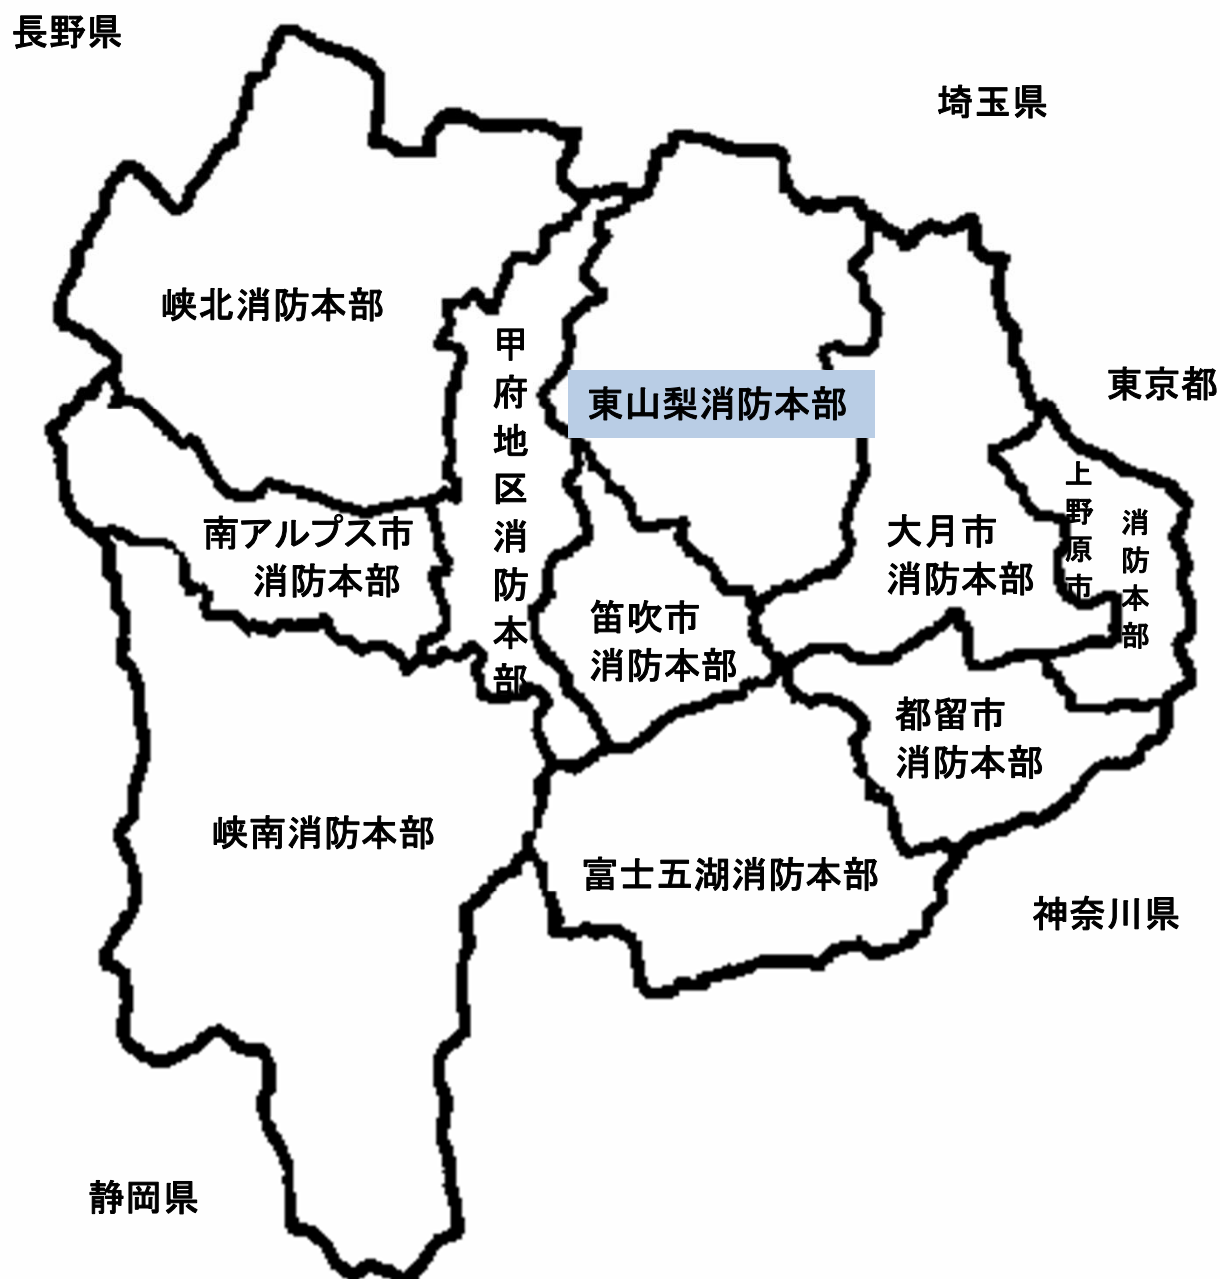 長野県
埼玉県
峡北消防本部
甲府地区消防本部
東山梨消防本部
東京都
南アルプス市
消防本部
笛吹市
消防本部
大月市
消防本部
上野原市
消防本部
都留市
消防本部
峡南消防本部
富士五湖消防本部
神奈川県
静岡県